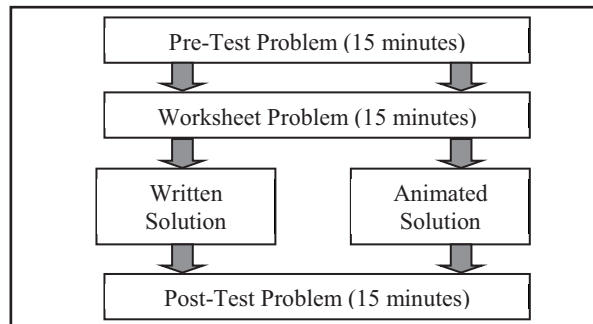 Pre-Test Problem (15 minutes)
Worksheet Problem (15 minutes)
Written
Solution
Animated
Solution
Post-Test Problem (15 minutes)